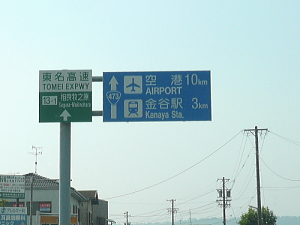 東名高速
TOMEI EXPWY
相良牧之原
Sagara-Makinohara
473
空港 10km
AIRPORT
金谷駅 3km
Kanaya Sta.